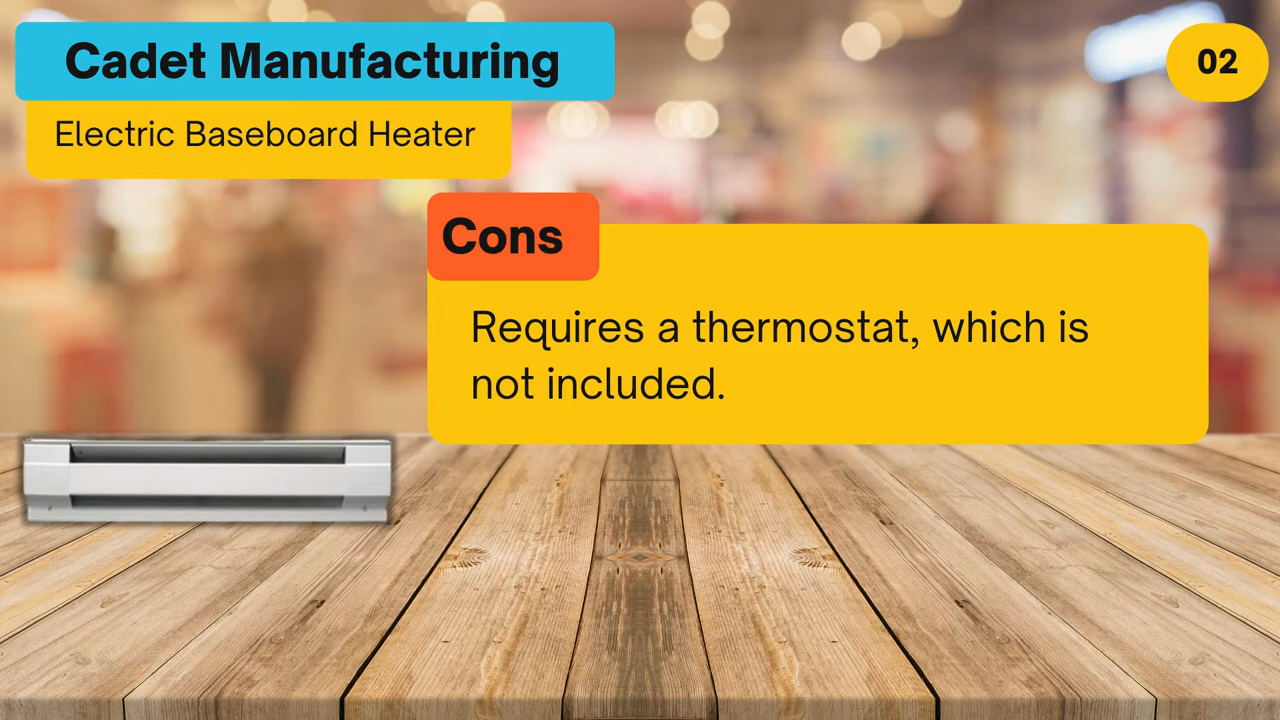 Cadet Manufacturing
02
Electric Baseboard Heater
Cons
Requires a thermostat, which is
not included.